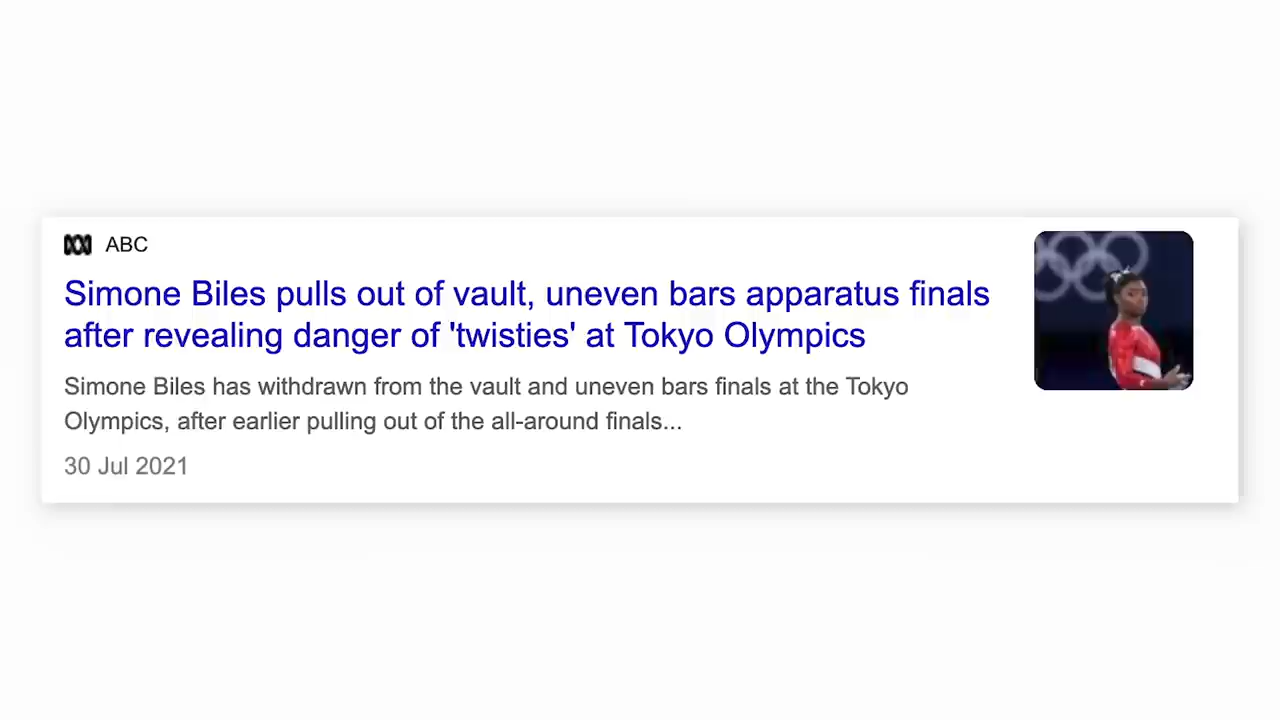 ABC
Simone Biles pulls out of vault, uneven bars apparatus finals
after revealing danger of 'twisties' at Tokyo Olympics
Simone Biles has withdrawn from the vault and uneven bars finals at the Tokyo
Olympics, after earlier pulling out of the all-around finals...
30 Jul 2021